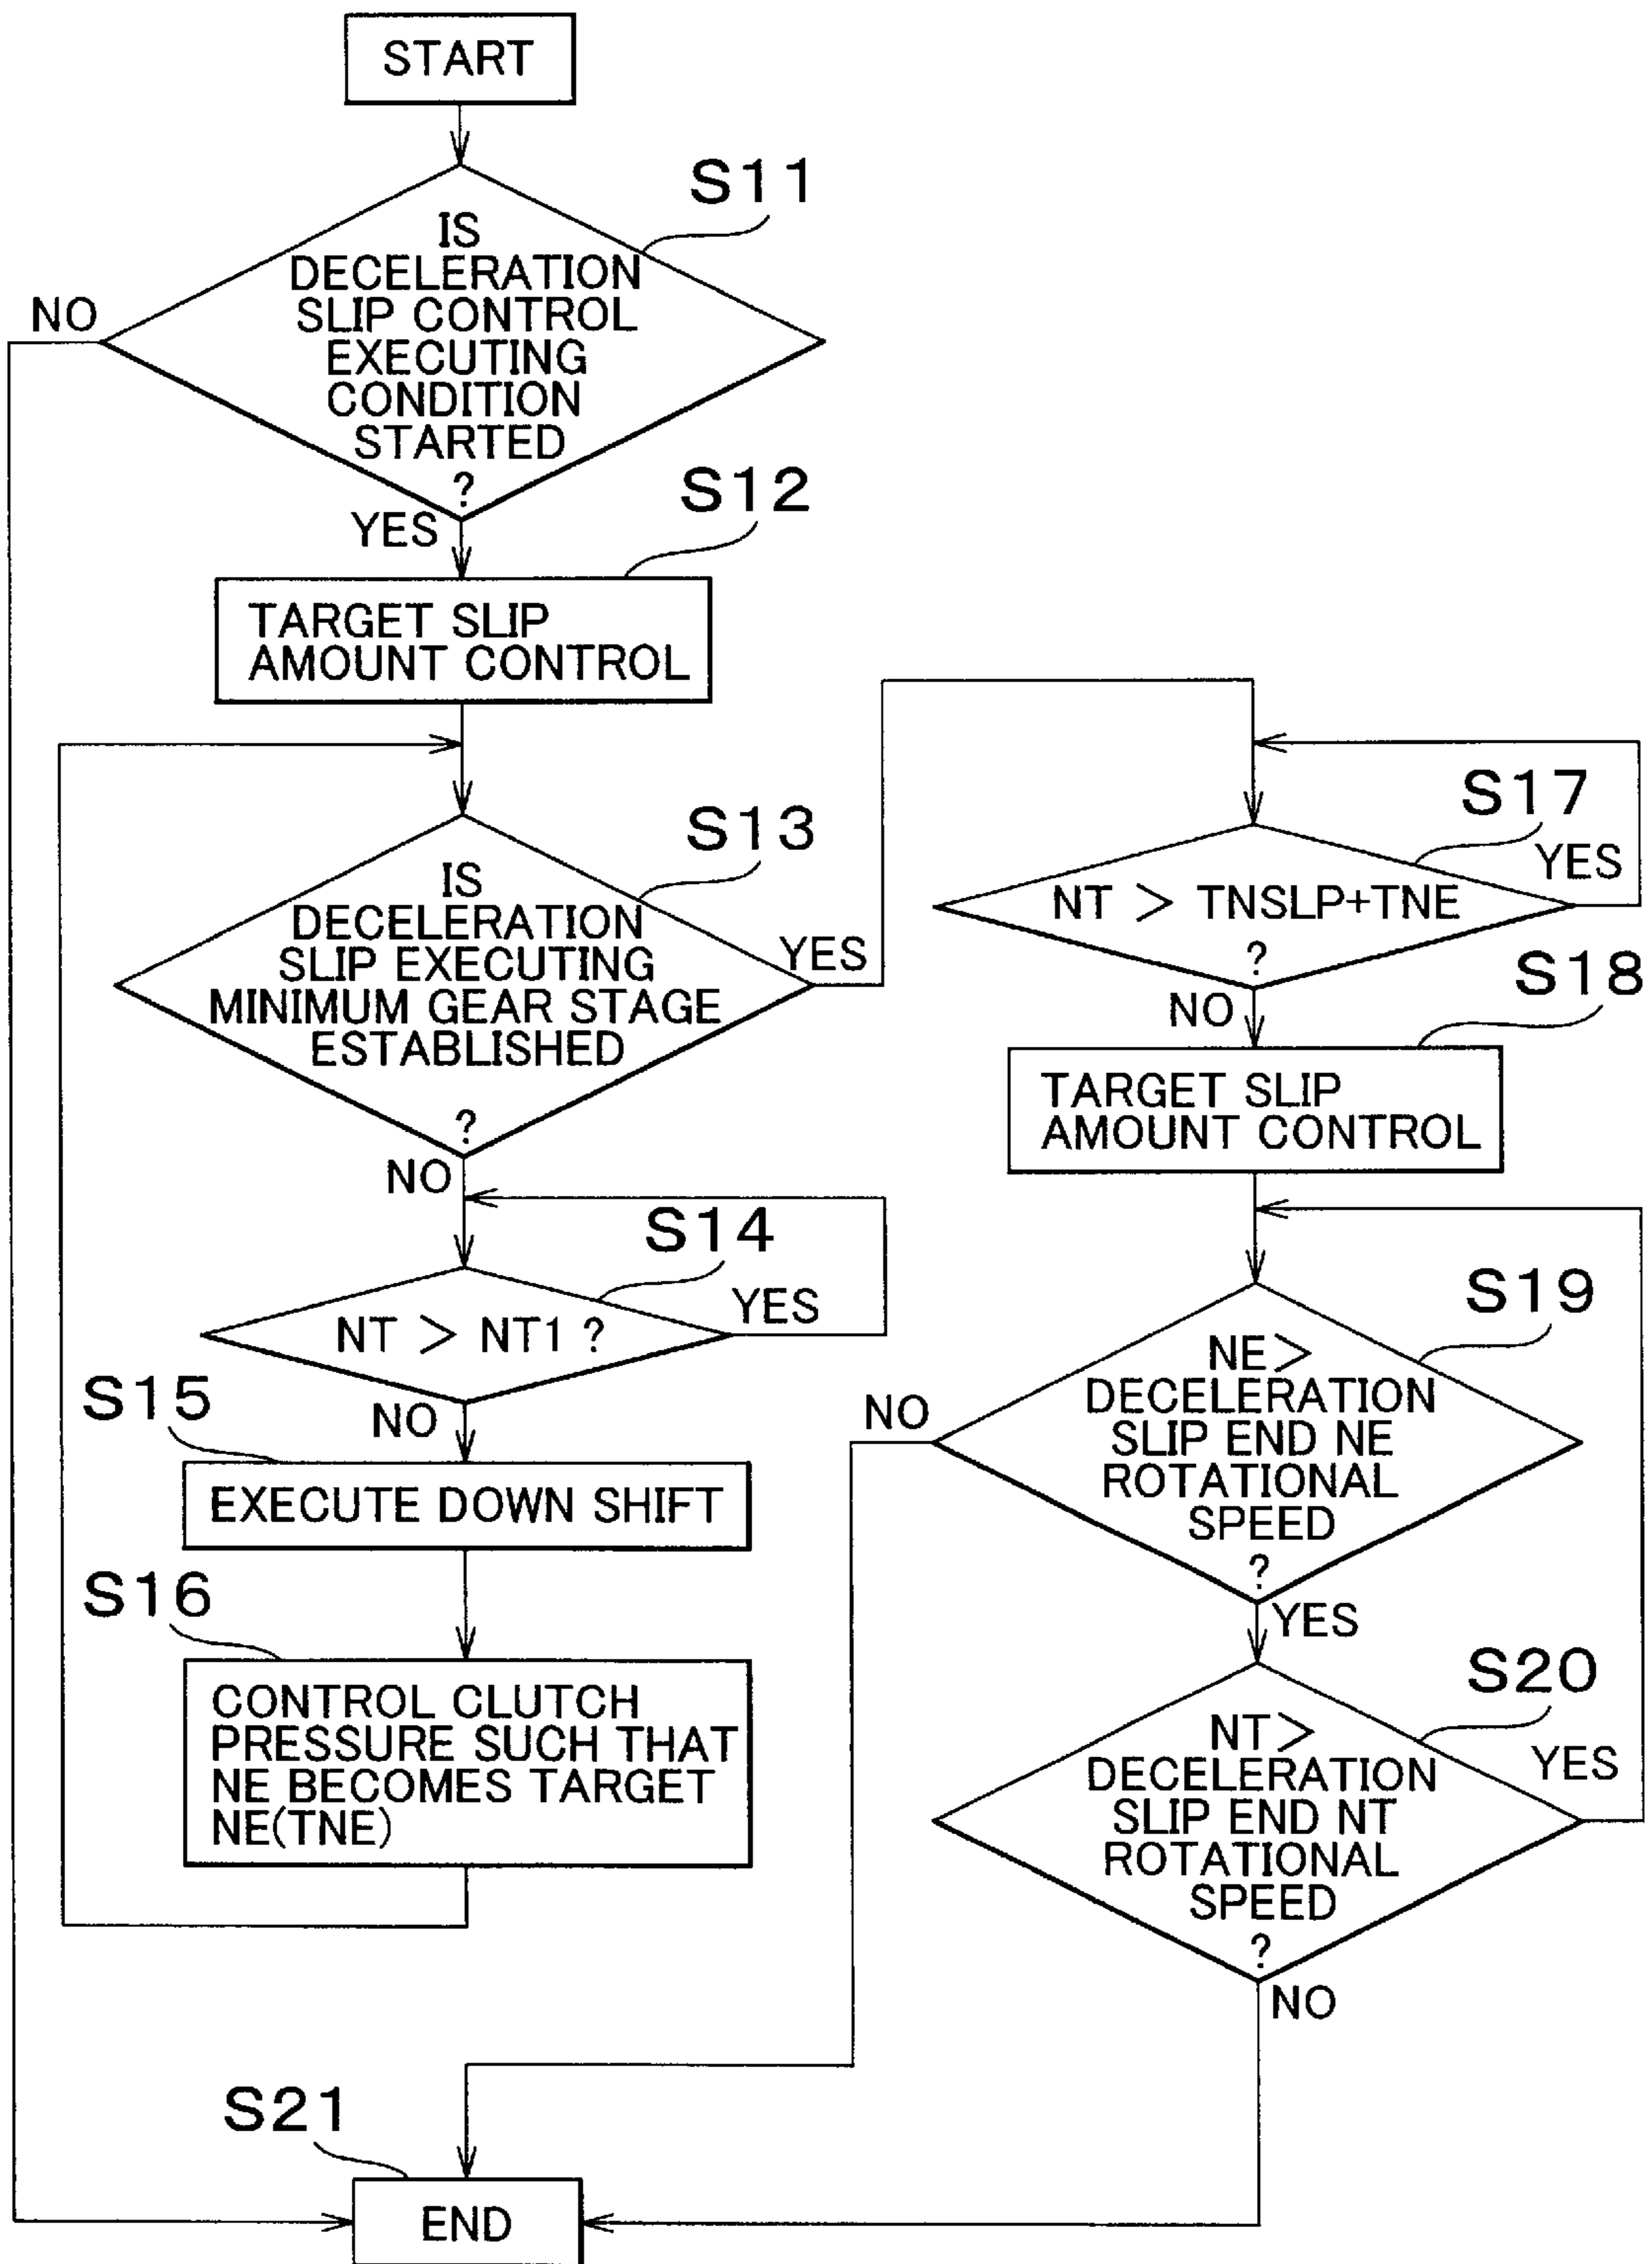 START
S11
IS
DECELERATION
SLIP CONTROL
EXECUTING
CONDITION
STARTED
?
NO
YES
S12
TARGET SLIP
AMOUNT CONTROL
S13
IS
DECELERATION
SLIP EXECUTING
MINIMUM GEAR STAGE
ESTABLISHED
?
YES
NO
S14
NT > NT1 ?
YES
NO
S15
EXECUTE DOWN SHIFT
S16
CONTROL CLUTCH
PRESSURE SUCH THAT
NE BECOMES TARGET
NE(TNE)
S17
NT > TNSLP+TNE
?
YES
NO
S18
TARGET SLIP
AMOUNT CONTROL
S19
NE>
DECELERATION
SLIP END NE
ROTATIONAL
SPEED
?
NO
YES
S20
NT>
DECELERATION
SLIP END NT
ROTATIONAL
SPEED
?
YES
NO
S21
END